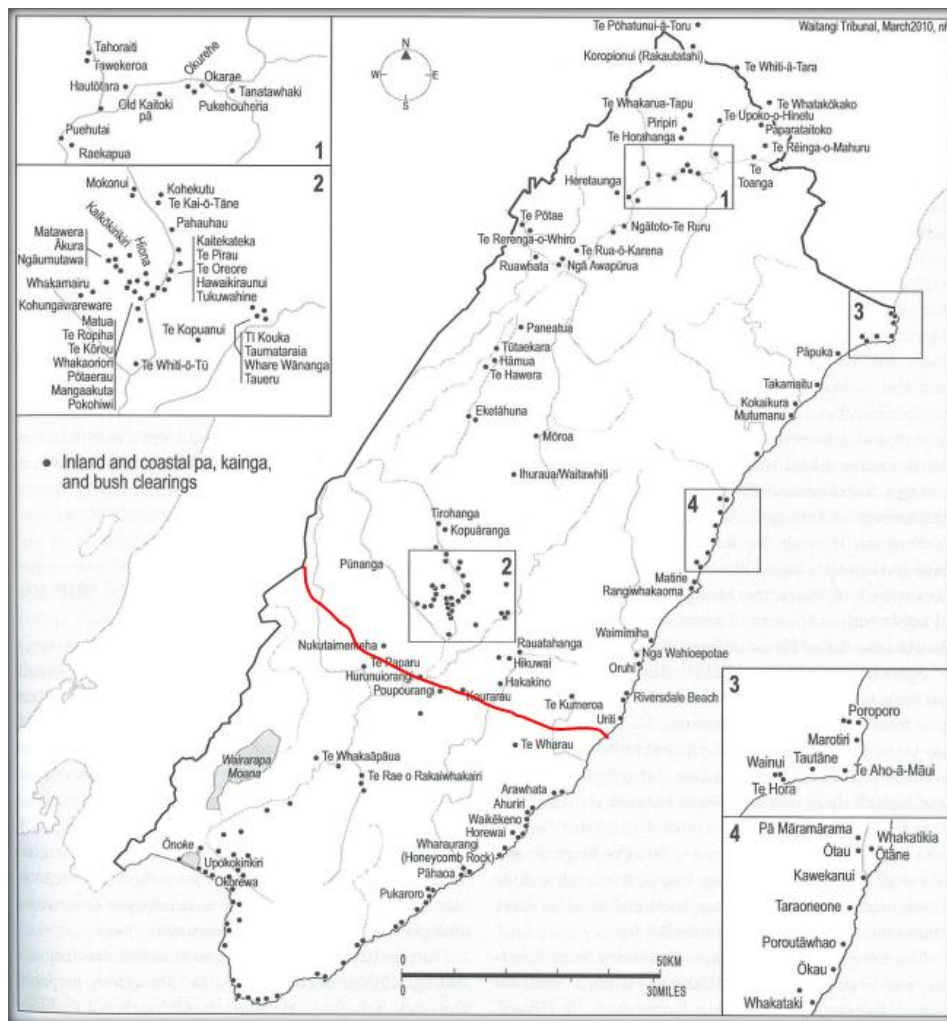 Waitangi Tribunal, March2010,
N
W
E
S
Tahoraiti
Tawekeroa
Hautōtara
Old Kaitoki
pā
Okurehe
Okarae
Tanatawhaki
Pukehouheria
Puehutai
Raekapua
1
2
Mokonui
Kohekutu
Te Kai-ō-Tāne
Kaikōkirikiri
Hiona
Pahauhau
Matawera
Ākura
Ngāumutawa
Kaitekateka
Te Pirau
Te Oreore
Hawaikiraunui
Tukuwahine
Whakamairu
Kohungawareware
Matua
Te Ropiha
Te Kōrou
Whakaoriori
Pōtaerau
Mangaakuta
Pokohiwi
Te Kopuanui
Te Whiti-ō-Tū
Tī Kouka
Taumataraia
Whare Wānanga
Taueru
Inland and coastal pa, kainga,
and bush clearings
Te Pōhatunui-ā-Toru
Koropionui (Rakautatahi)
Te Whiti-ā-Tara
Te Whakarua-Tapu
Piripiri
Te Horahanga
Te Whatakōkako
Te Upoko-o-Hinetu
Paparataitoko
Te Rēinga-o-Mahuru
Te
Toanga
1
Heretaunga
Te Pōtae
Te Rerenga-o-Whiro
Ngātoto-Te Ruru
Te Rua-ō-Karena
Ruawhata
Ngā Awapūrua
3
Paneatua
Tūtaekara
Hāmua
Te Hawera
Pāpuka
Takamaitu
Kokaikura
Mutumanu
Eketāhuna
Mōroa
Ihuraua/Waitawhiti
4
Tirohanga
Kopuāranga
Pūnanga
2
Matirie
Rangiwhakaoma
Waimimiha
Nga Wahioepotae
Oruhi
Nukutaimemeha
Rauatahanga
Te Paparu
Hurunuiorangi
Hikuwai
Poupourangi
Kourarau
Hakakino
Te Kumeroa
Riversdale Beach
Uriti
Te Wharau
Te Whakaāpāua
Wairarapa
Moana
Te Rae o Rakaiwhakairi
Arawhata
Ahuriri
Waikēkeno
Horewai
Wharaurangi
(Honeycomb Rock)
Pāhaoa
Ōnoke
Upokokirikiri
Okorewa
Pukaroro
0
50KM
0
30MILES
3
Poroporo
Marotiri
Tautāne
Wainui
Te Aho-ā-Māui
Te Hora
4
Pā Māramārama
Ōtau
Whakatikia
Ōtāne
Kawekanui
Taraoneone
Poroutāwhao
Ōkau
Whakataki